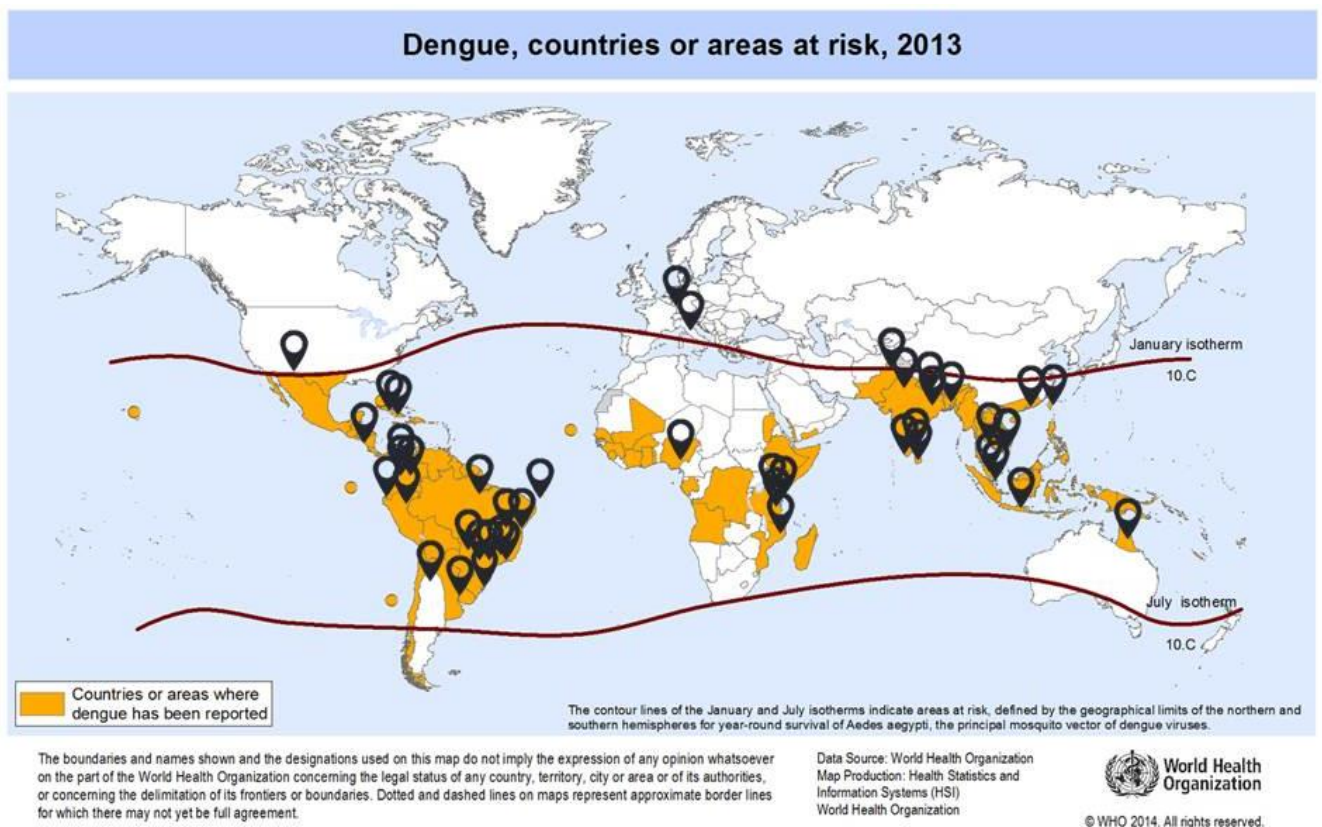 Dengue, countries or areas at risk, 2013
January isotherm
10.C
July isotherm
10.C
Countries or areas where
dengue has been reported
The contour lines of the January and July isotherms indicate areas at risk, defined by the geographical limits of the northern and
southern hemispheres for year-round survival of Aedes aegypti, the principal mosquito vector of dengue viruses.
The boundaries and names shown and the designations used on this map do not imply the expression of any opinion whatsoever
on the part of the World Health Organization concerning the legal status of any country, territory, city or area or of its authorities,
or concerning the delimitation of its frontiers or boundaries. Dotted and dashed lines on maps represent approximate border lines
for which there may not yet be full agreement.
Data Source: World Health Organization
Map Production: Health Statistics and
Information Systems (HSI)
World Health Organization
World Health
Organization
© WHO 2014. All rights reserved.